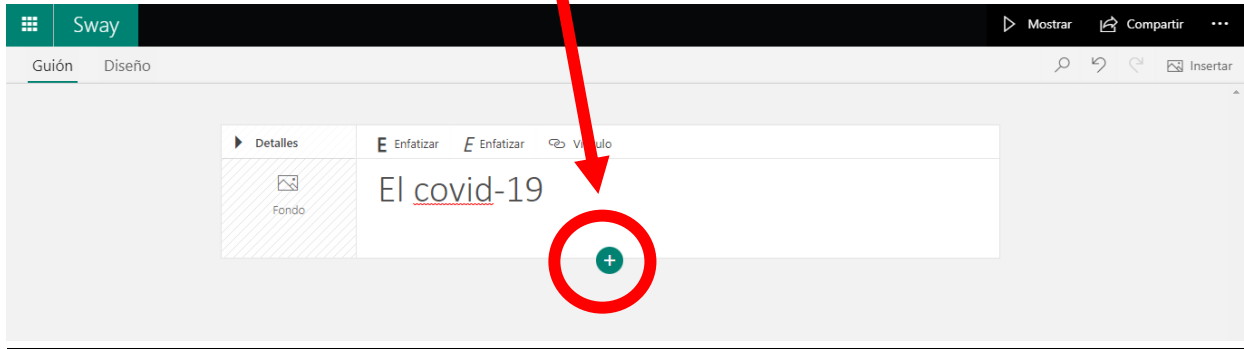 Sway Mostrar Compartir ...
Guión Diseño Insertar
Detalles E Enfatizar E Enfatizar
Fondo
El covid-19